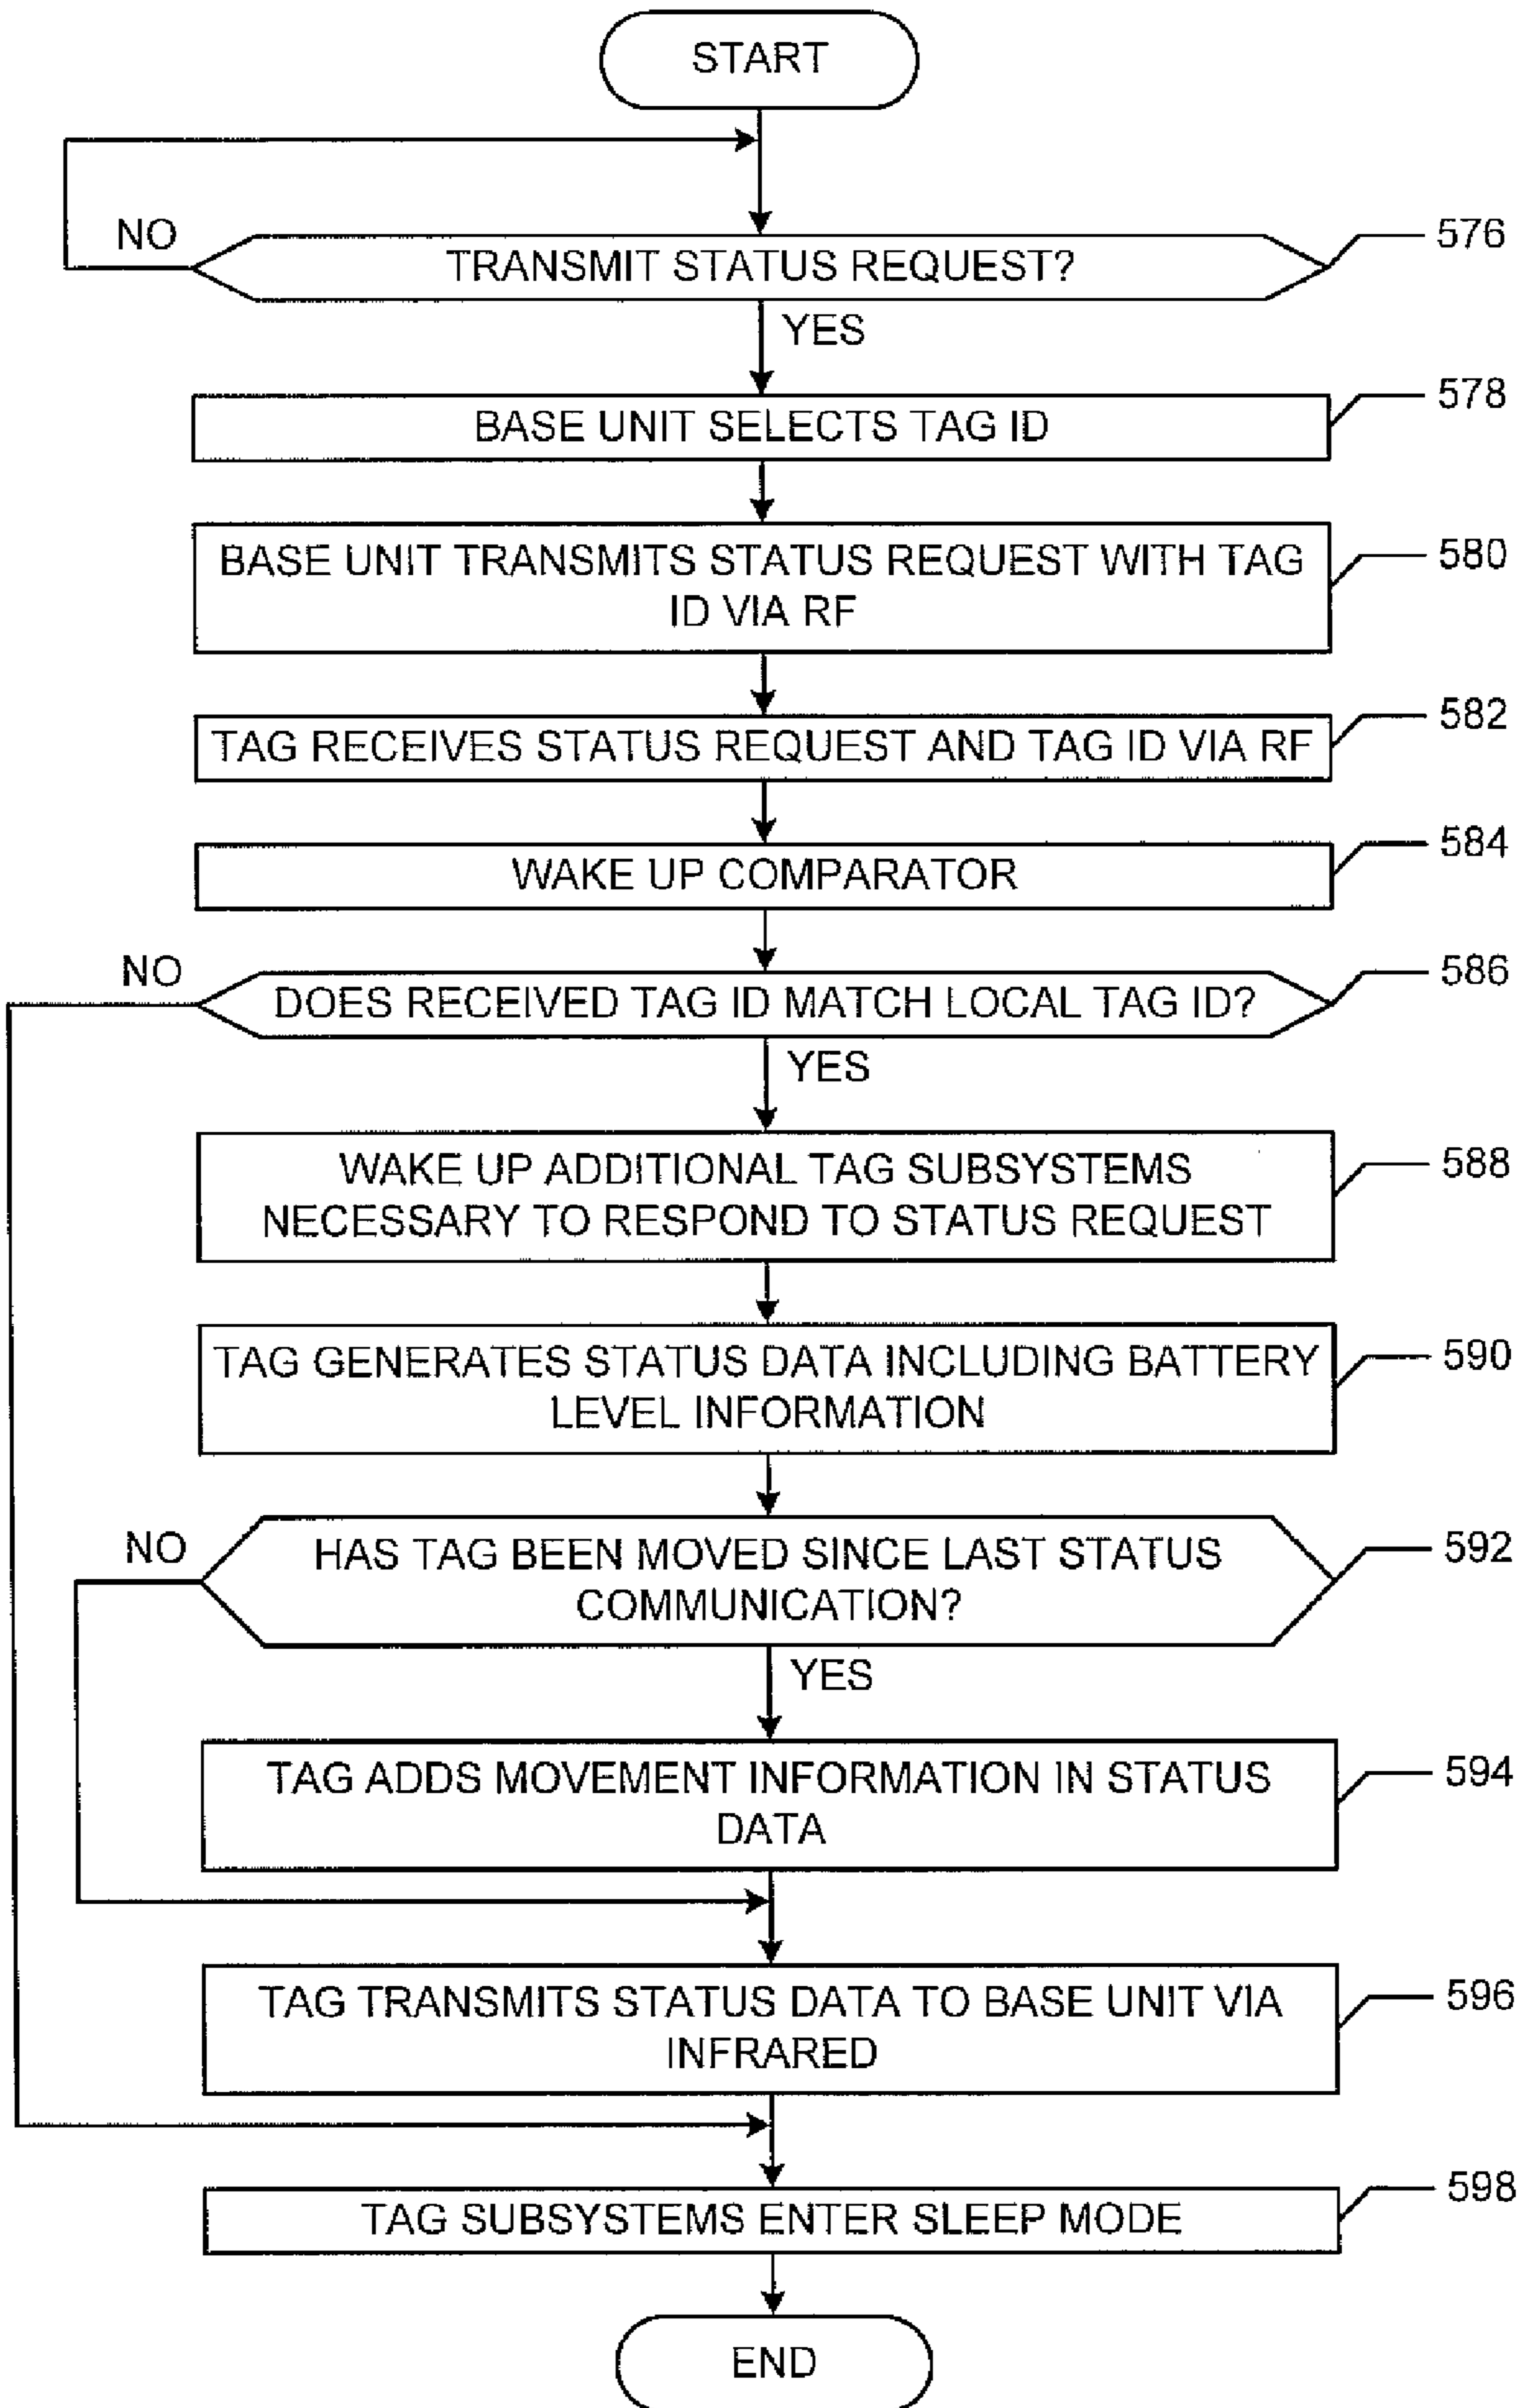 START
NO
TRANSMIT STATUS REQUEST?
576
YES
BASE UNIT SELECTS TAG ID
578
BASE UNIT TRANSMITS STATUS REQUEST WITH TAG
ID VIA RF
580
TAG RECEIVES STATUS REQUEST AND TAG ID VIA RF
582
WAKE UP COMPARATOR
584
NO
DOES RECEIVED TAG ID MATCH LOCAL TAG ID?
586
YES
WAKE UP ADDITIONAL TAG SUBSYSTEMS
NECESSARY TO RESPOND TO STATUS REQUEST
588
TAG GENERATES STATUS DATA INCLUDING BATTERY
LEVEL INFORMATION
590
NO
HAS TAG BEEN MOVED SINCE LAST STATUS
COMMUNICATION?
592
YES
TAG ADDS MOVEMENT INFORMATION IN STATUS
DATA
594
TAG TRANSMITS STATUS DATA TO BASE UNIT VIA
INFRARED
596
TAG SUBSYSTEMS ENTER SLEEP MODE
598
END